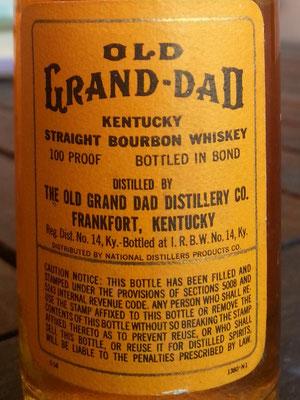 OLD
GRAND-DAD
KENTUCKY
STRAIGHT BOURBON WHISKEY
100 PROOF BOTTLED IN BOND
DISTILLED BY
THE OLD GRAND DAD DISTILLERY CO.
FRANKFORT, KENTUCKY
Reg. Dist. No. 14, Ky.-Bottled at I. R. B. W. No. 14, Ky.
DISTRIBUTED BY NATIONAL DISTILLERS PRODUCTS CO.
CAUTION NOTICE: THIS BOTTLE HAS BEEN FILLED AND
STAMPED UNDER THE PROVISIONS OF SECTIONS 5008 AND
5243 INTERNAL REVENUE CODE. ANY PERSON WHO SHALL RE-
USE THE STAMP AFFIXED TO THIS BOTTLE OR REMOVE THE
CONTENTS OF THIS BOTTLE WITHOUT SO BREAKING THE STAMP
AFFIXED THERETO AS TO PREVENT REUSE, OR WHO SHALL
SELL THIS BOTTLE, OR REUSE IT FOR DISTILLED SPIRITS,
WILL BE LIABLE TO THE PENALTIES PRESCRIBED BY LAW.
1380-N1